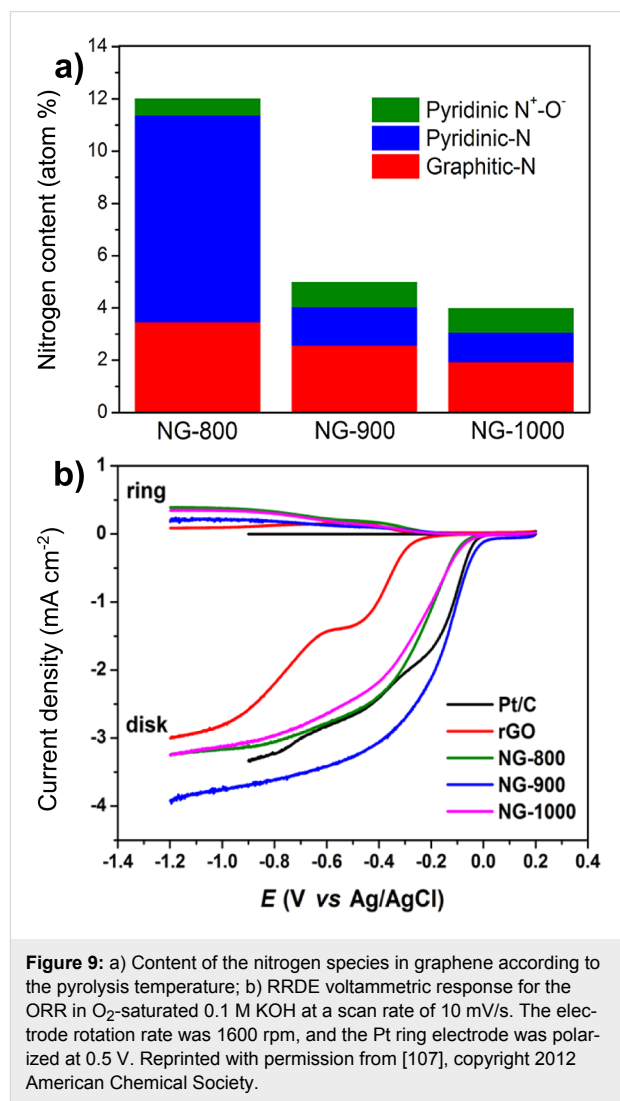 a)
14
12
10
8
6
4
2
0
Nitrogen content (atom %)
Pyridinic N⁺-O⁻
Pyridinic-N
Graphitic-N
NG-800 NG-900 NG-1000
b)
1
0
-1
-2
-3
-4
Current density (mA cm⁻²)
ring
disk
Pt/C
rGO
NG-800
NG-900
NG-1000
-1.4 -1.2 -1.0 -0.8 -0.6 -0.4 -0.2 0.0 0.2 0.4
E (V vs Ag/AgCl)
Figure 9: a) Content of the nitrogen species in graphene according to
the pyrolysis temperature; b) RRDE voltammetric response for the
ORR in O₂-saturated 0.1 M KOH at a scan rate of 10 mV/s. The elec-
trode rotation rate was 1600 rpm, and the Pt ring electrode was polar-
ized at 0.5 V. Reprinted with permission from [107], copyright 2012
American Chemical Society.